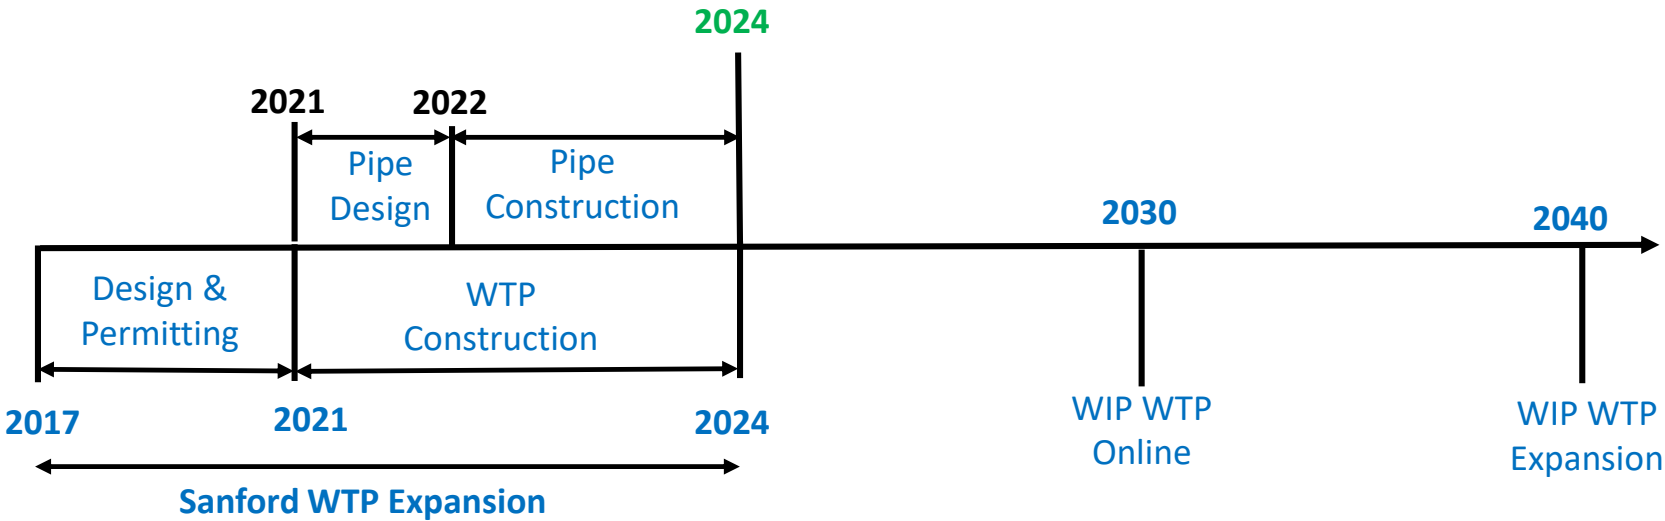 2024
2021
2022
Pipe
Design
Pipe
Construction
2030
2040
Design &
Permitting
WTP
Construction
2017
2021
2024
WIP WTP
Online
WIP WTP
Expansion
Sanford WTP Expansion